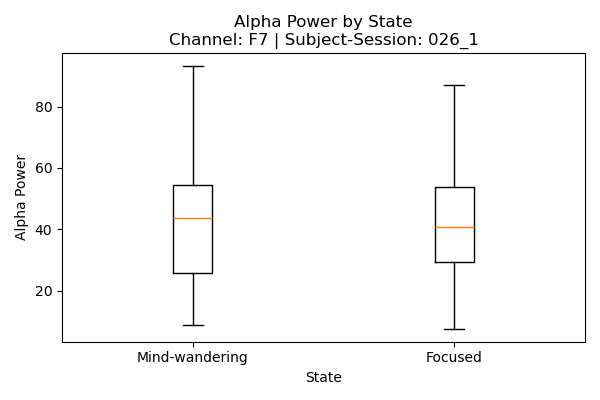 Alpha Power by State
Channel: F7 | Subject-Session: 026_1
Alpha Power
80
60
40
20
Mind-wandering
Focused
State